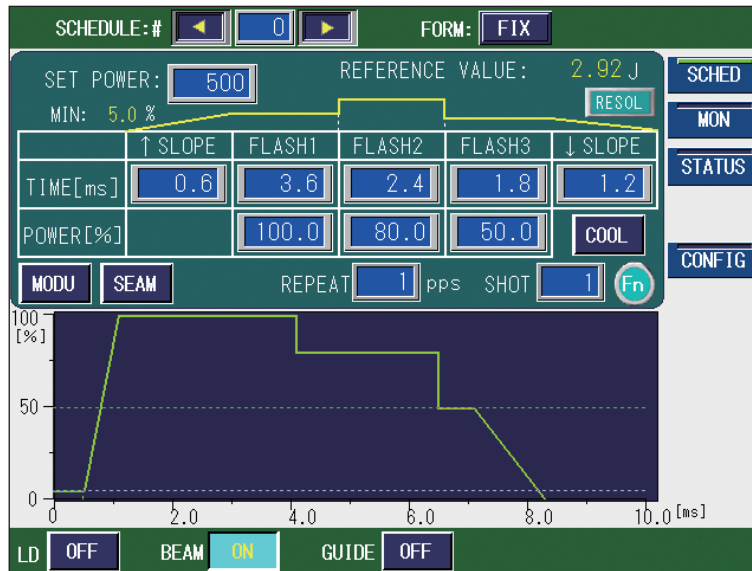 SCHEDULE:# 0 FORM: FIX
SET POWER: 500 REFERENCE VALUE: 2.92 J
MIN: 5.0 % RESOL
↑ SLOPE FLASH1 FLASH2 FLASH3 ↓ SLOPE
TIME[ms] 0.6 3.6 2.4 1.8 1.2
POWER[%] 100.0 80.0 50.0 COOL
MODU SEAM REPEAT 1 pps SHOT 1 Fn
SCHED
MON
STATUS
CONFIG
100
[%]
50
0
0 2.0 4.0 6.0 8.0 10.0 [ms]
LD OFF BEAM ON GUIDE OFF